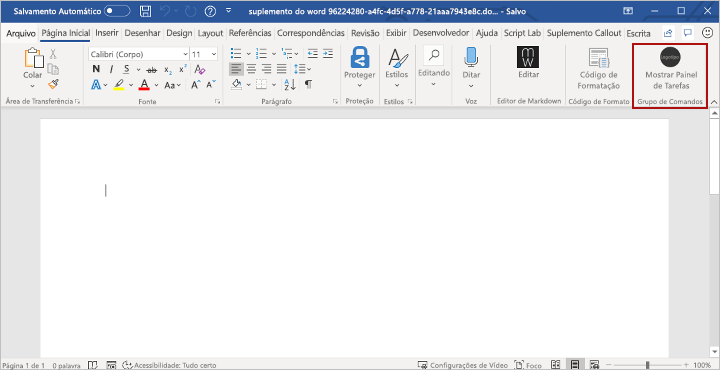 Salvamento Automático
suplemento do word 96224280-a4fc-4d5f-a778-21aaa7943e8c.do... - Salvo
Arquivo Página Inicial Inserir Desenhar Design Layout Referências Correspondências Revisão Exibir Desenvolvedor Ajuda Script Lab Suplemento Callout Escrita
Colar
Área de Transferência
Calibri (Corpo) 11
N I S ab x₂ x²
A A Aa A A
Fonte
Parágrafo
Proteger
Proteção
Estilos
Estilos
Editando
Ditar
Voz
Editar
Editor de Markdown
Código de
Formatação
Código de Formato
Mostrar Painel
de Tarefas
Grupo de Comandos
Página 1 de 1 0 palavra Acessibilidade: Tudo certo Configurações de Vídeo Foco 100%